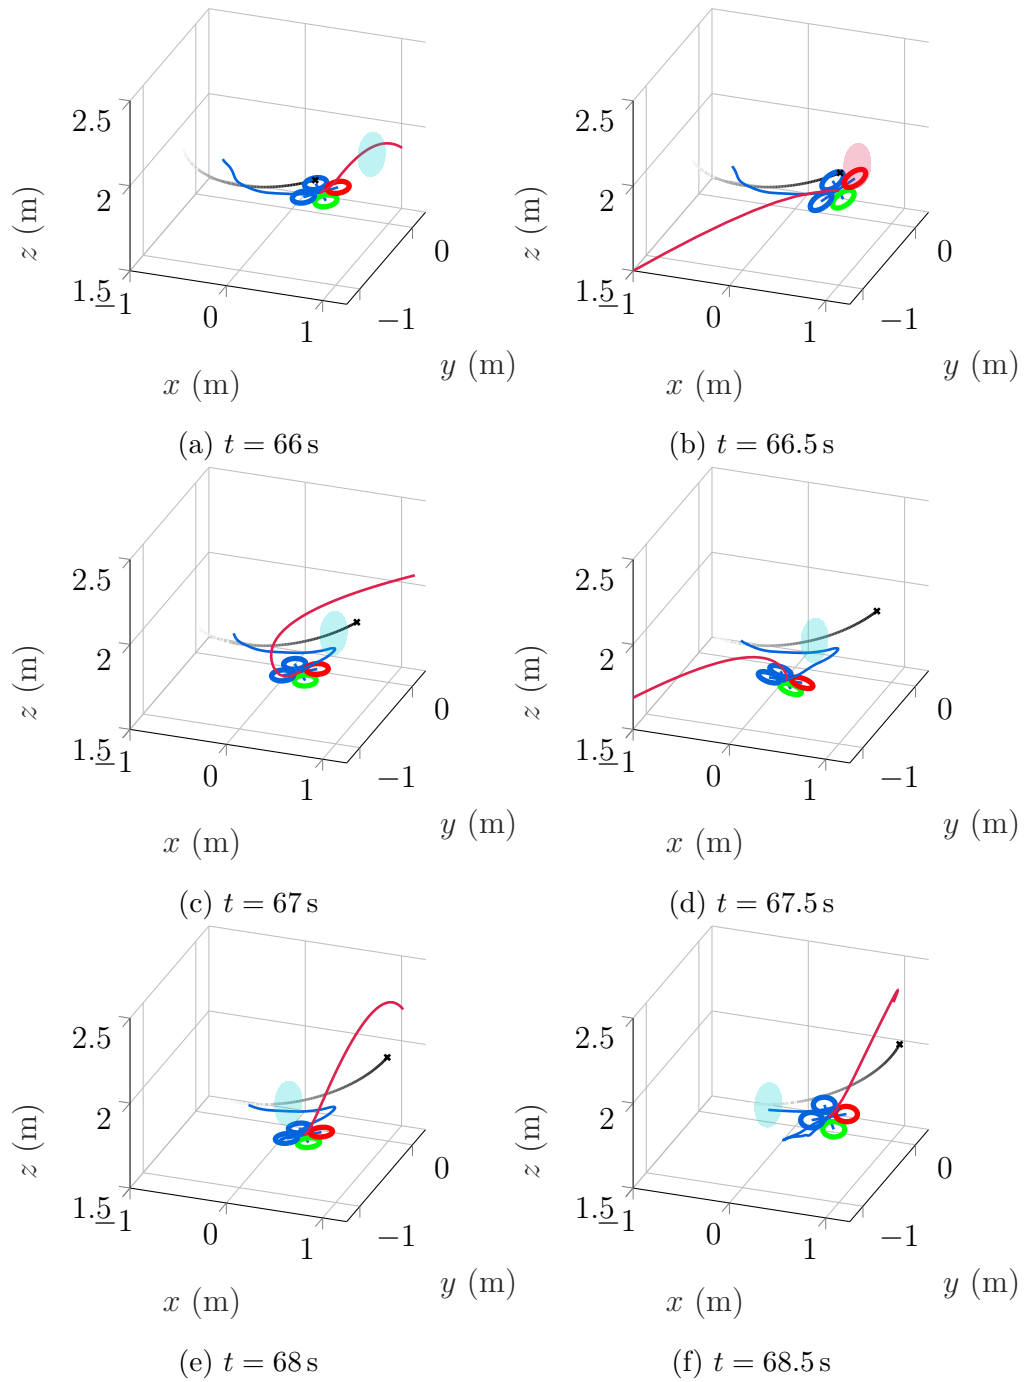 2.5 2.5
2 2
z (m) z (m)
0 0
1.5 1.5
−1 −1
0 −1 0 −1
1 1
y (m) y (m)
x (m) x (m)
(a) t = 66 s (b) t = 66.5 s
2.5 2.5
2 2
z (m) z (m)
0 0
1.5 1.5
−1 −1
0 −1 0 −1
1 1
y (m) y (m)
x (m) x (m)
(c) t = 67 s (d) t = 67.5 s
2.5 2.5
2 2
z (m) z (m)
0 0
1.5 1.5
−1 −1
0 −1 0 −1
1 1
y (m) y (m)
x (m) x (m)
(e) t = 68 s (f) t = 68.5 s